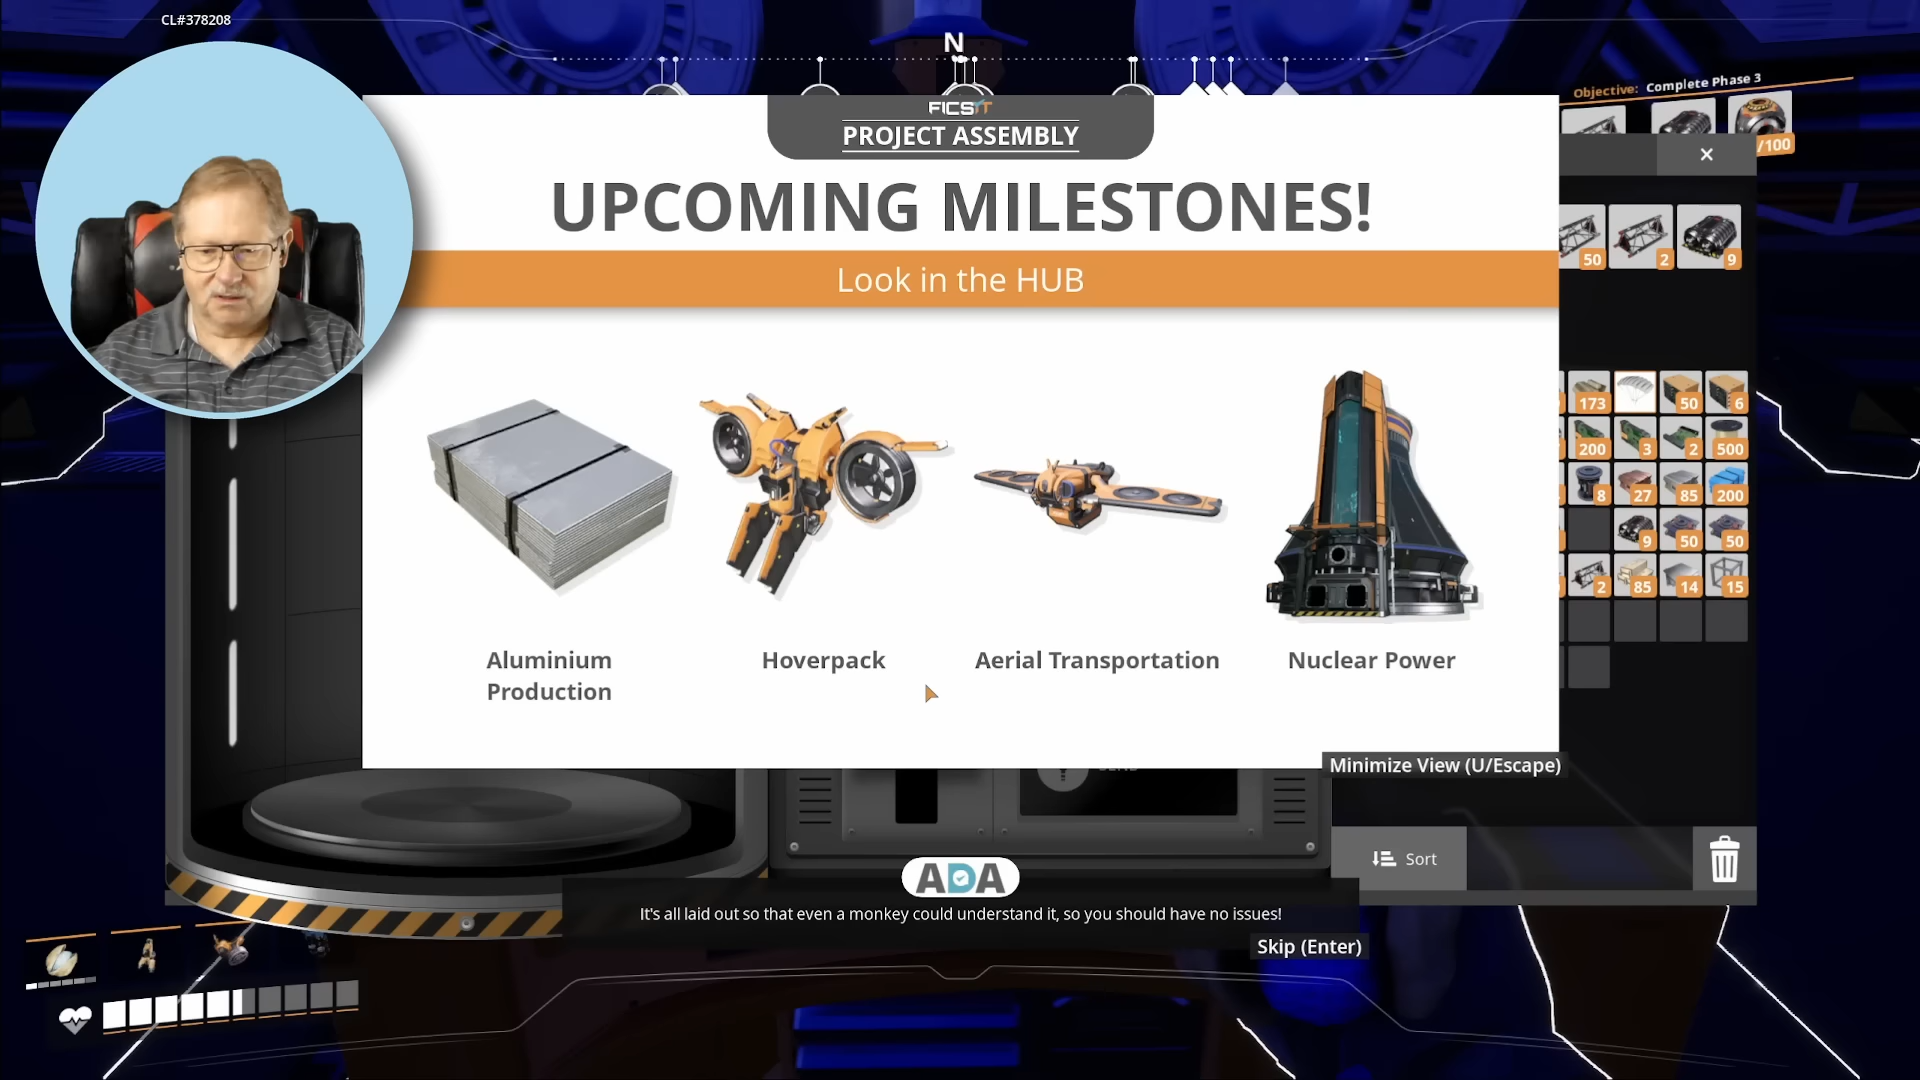 CL#378208
N
Objective: Complete Phase 3
FICSIT
PROJECT ASSEMBLY
/100
UPCOMING MILESTONES!
Look in the HUB
50 2 9
173 50 6
200 3 2 500
8 27 85 200
9 50 50
2 85 14 15
Aluminium
Production
Hoverpack
Aerial Transportation
Nuclear Power
Minimize View (U/Escape)
Sort
ADA
It's all laid out so that even a monkey could understand it, so you should have no issues!
Skip (Enter)